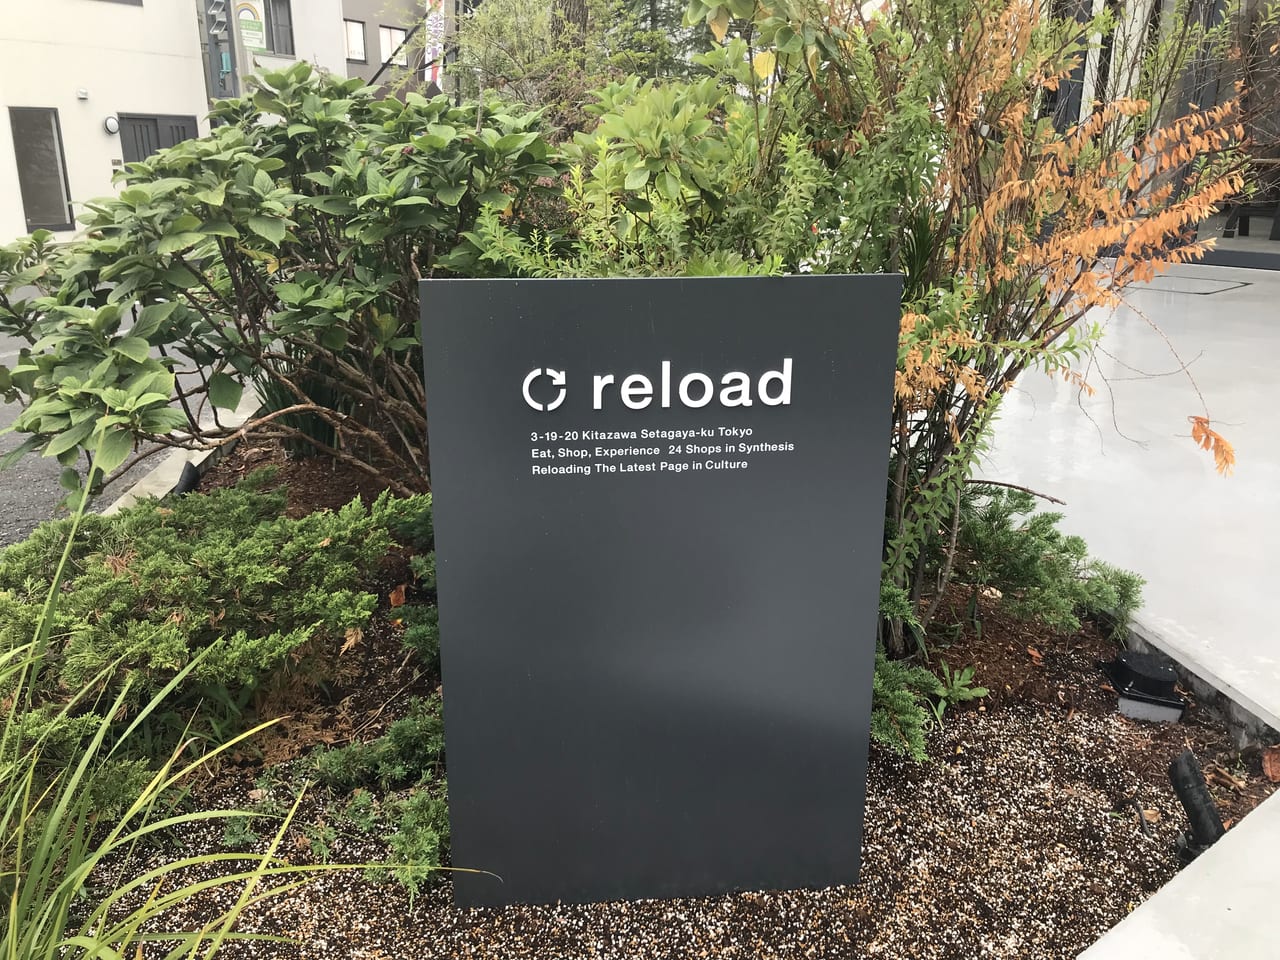 reload
3-19-20 Kitazawa Setagaya-ku Tokyo
Eat, Shop, Experience 24 Shops in Synthesis
Reloading The Latest Page in Culture